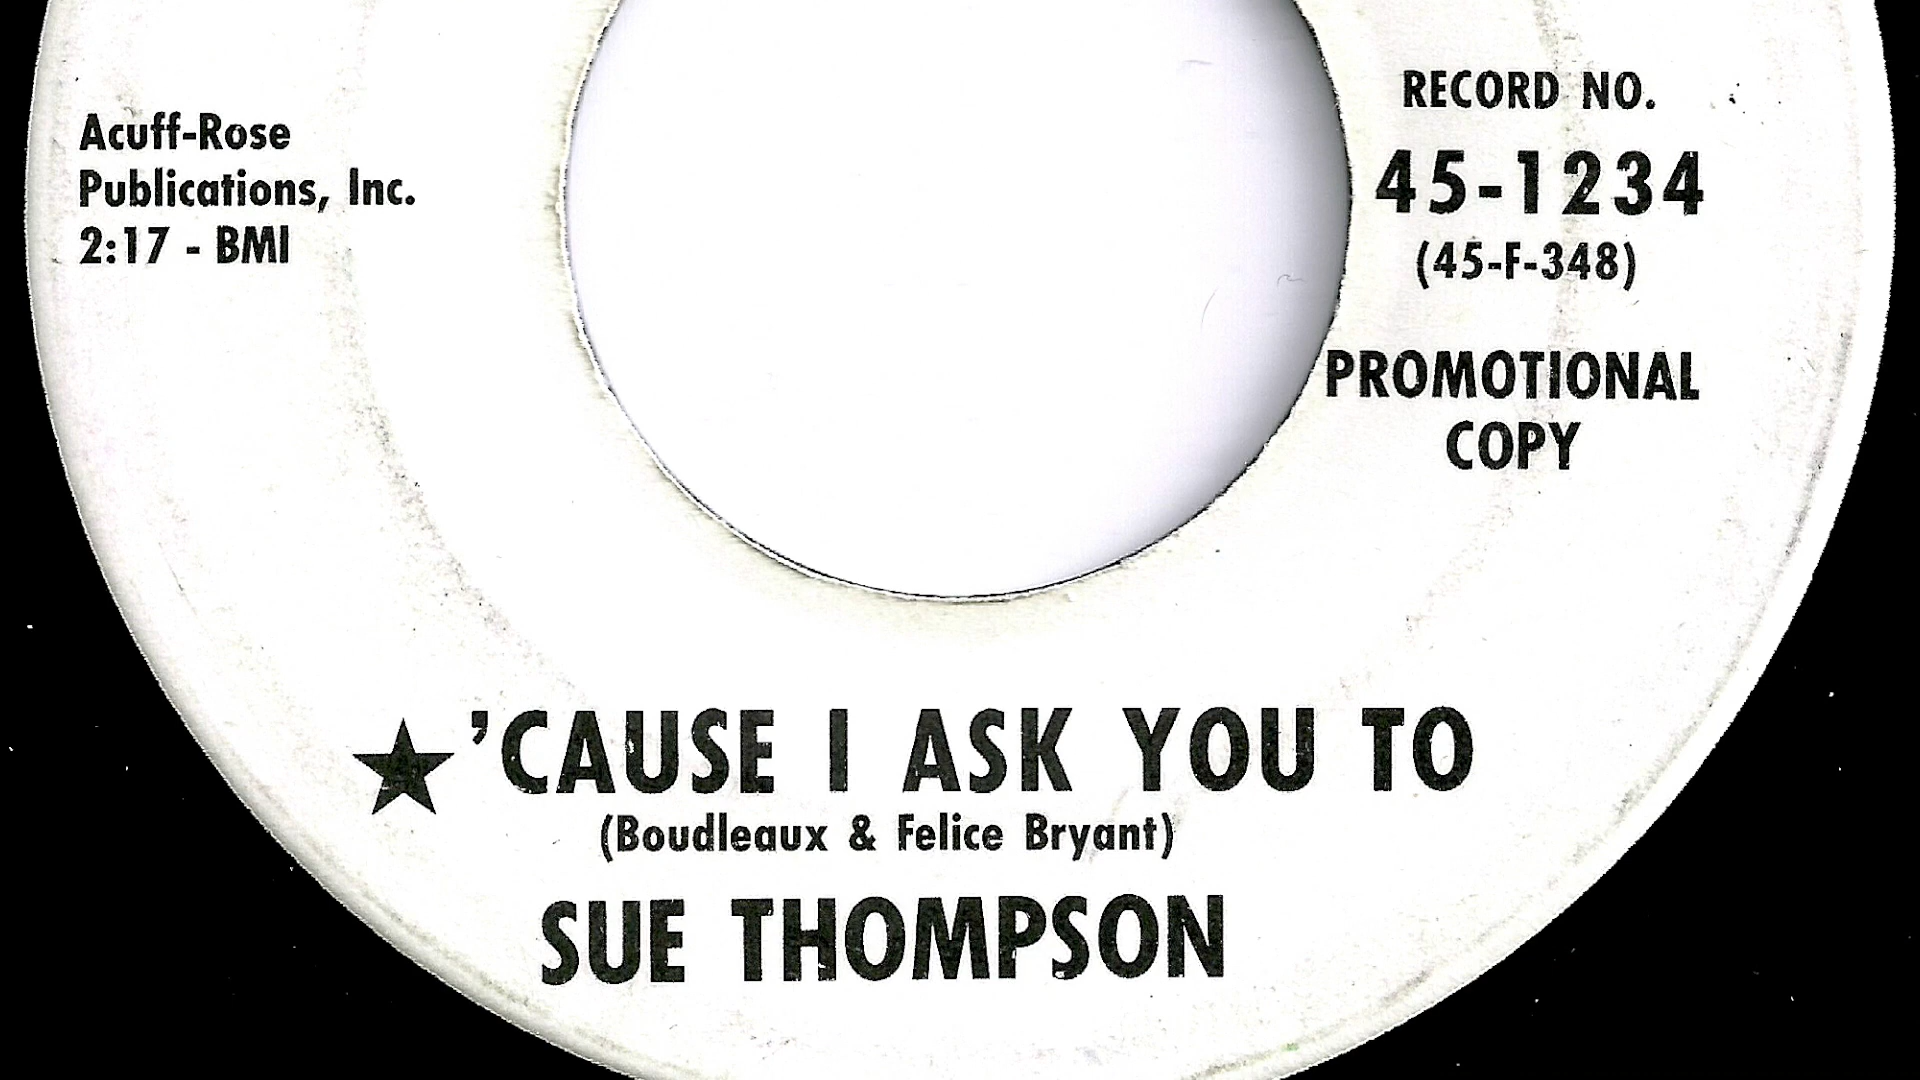 Acuff-Rose
Publications, Inc.
2:17 - BMI
RECORD NO.
45-1234
(45-F-348)
PROMOTIONAL
COPY
★'CAUSE I ASK YOU TO
(Boudleaux & Felice Bryant)
SUE THOMPSON